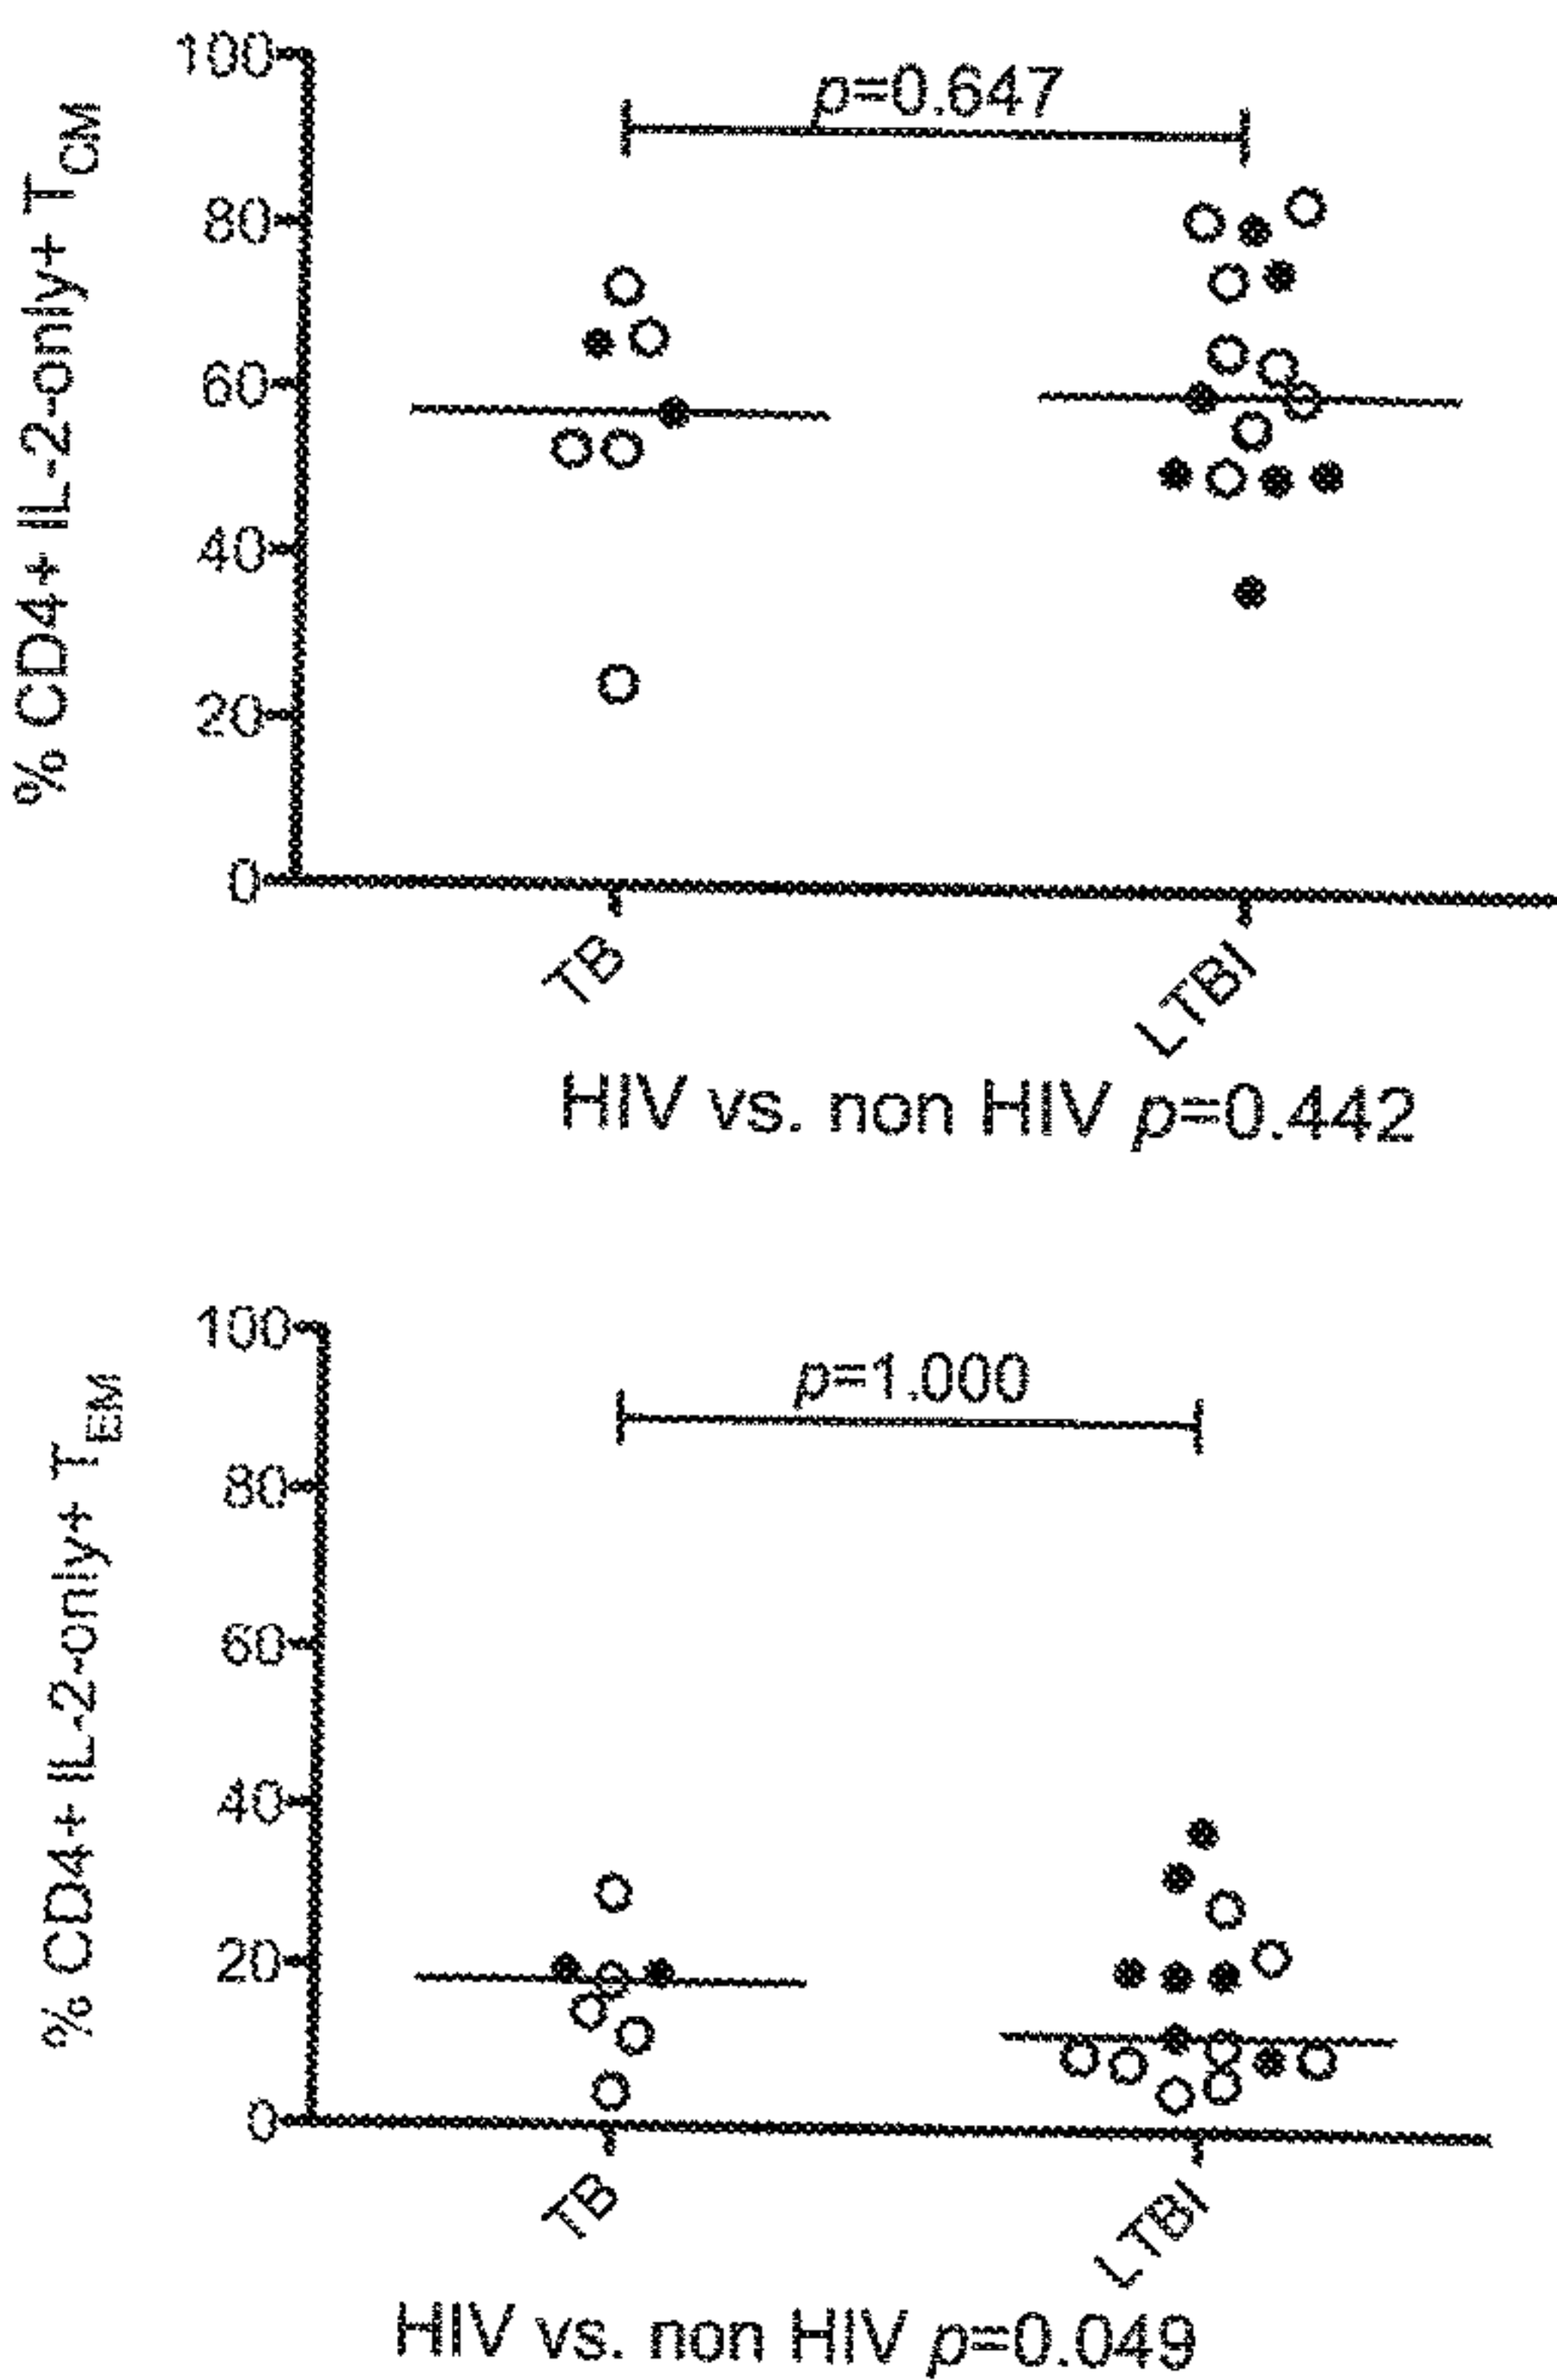 % CD4+ IL-2-only+ TCM
100
80
60
40
20
0
p=0.647
TB
LTBI
HIV vs. non HIV p=0.442
% CD4+ IL-2-only+ TEM
100
80
60
40
20
0
p=1.000
TB
LTBI
HIV vs. non HIV p=0.049